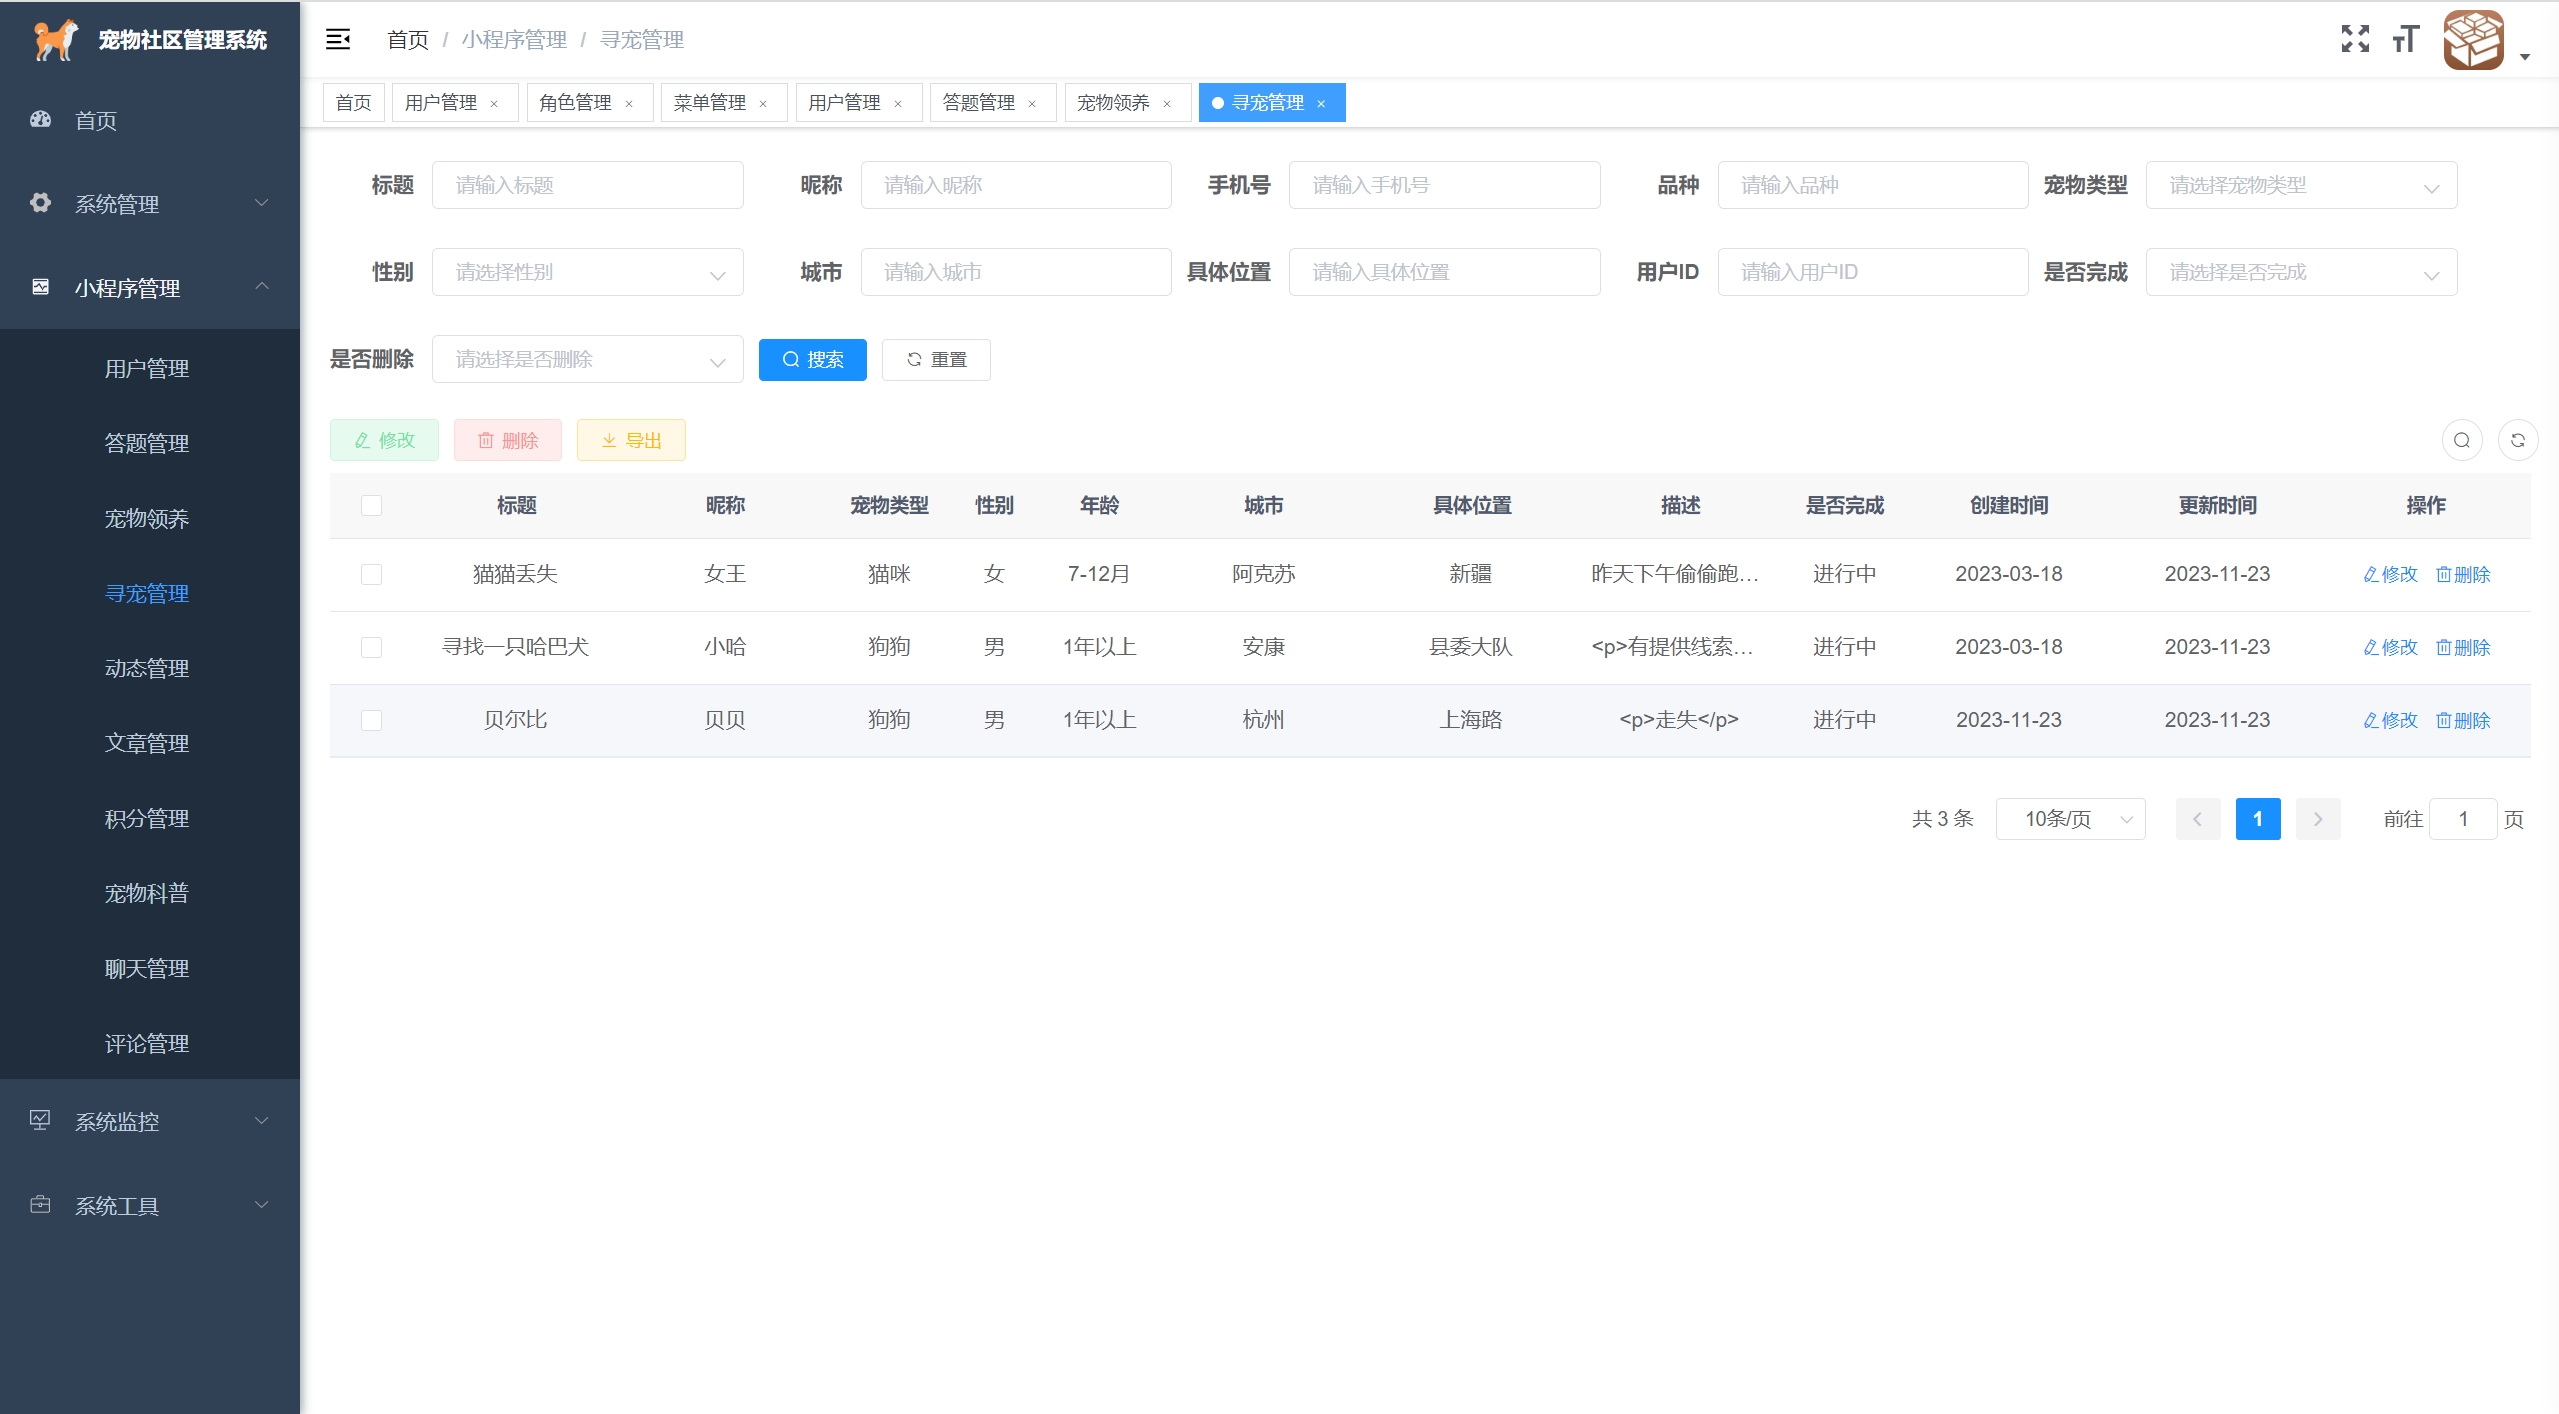 宠物社区管理系统
首页 / 小程序管理 / 寻宠管理
首页 用户管理 × 角色管理 × 菜单管理 × 用户管理 × 答题管理 × 宠物领养 × 寻宠管理 ×
首页
系统管理
小程序管理
用户管理
答题管理
宠物领养
寻宠管理
动态管理
文章管理
积分管理
宠物科普
聊天管理
评论管理
系统监控
系统工具
标题 请输入标题 昵称 请输入昵称 手机号 请输入手机号 品种 请输入品种 宠物类型 请选择宠物类型
性别 请选择性别 城市 请输入城市 具体位置 请输入具体位置 用户ID 请输入用户ID 是否完成 请选择是否完成
是否删除 请选择是否删除 搜索 重置
修改 删除 导出
标题 昵称 宠物类型 性别 年龄 城市 具体位置 描述 是否完成 创建时间 更新时间 操作
猫猫丢失 女王 猫咪 女 7-12月 阿克苏 新疆 昨天下午偷偷跑… 进行中 2023-03-18 2023-11-23 修改 删除
寻找一只哈巴犬 小哈 狗狗 男 1年以上 安康 县委大队 <p>有提供线索… 进行中 2023-03-18 2023-11-23 修改 删除
贝尔比 贝贝 狗狗 男 1年以上 杭州 上海路 <p>走失</p> 进行中 2023-11-23 2023-11-23 修改 删除
共 3 条 10条/页 1 前往 1 页